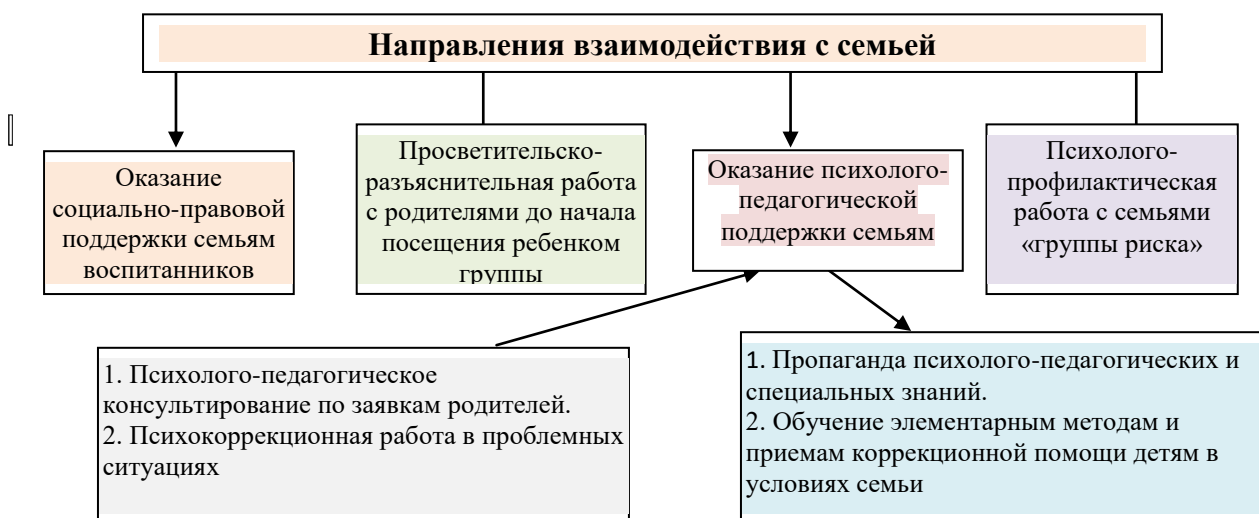 Направления взаимодействия с семьей
Оказание
социально-правовой
поддержки семьям
воспитанников
Просветительско-
разъяснительная работа
с родителями до начала
посещения ребенком
группы
Оказание психолого-
педагогической
поддержки семьям
Психолого-
профилактическая
работа с семьями
«группы риска»
1. Психолого-педагогическое
консультирование по заявкам родителей.
2. Психокоррекционная работа в проблемных
ситуациях
1. Пропаганда психолого-педагогических и
специальных знаний.
2. Обучение элементарным методам и
приемам коррекционной помощи детям в
условиях семьи